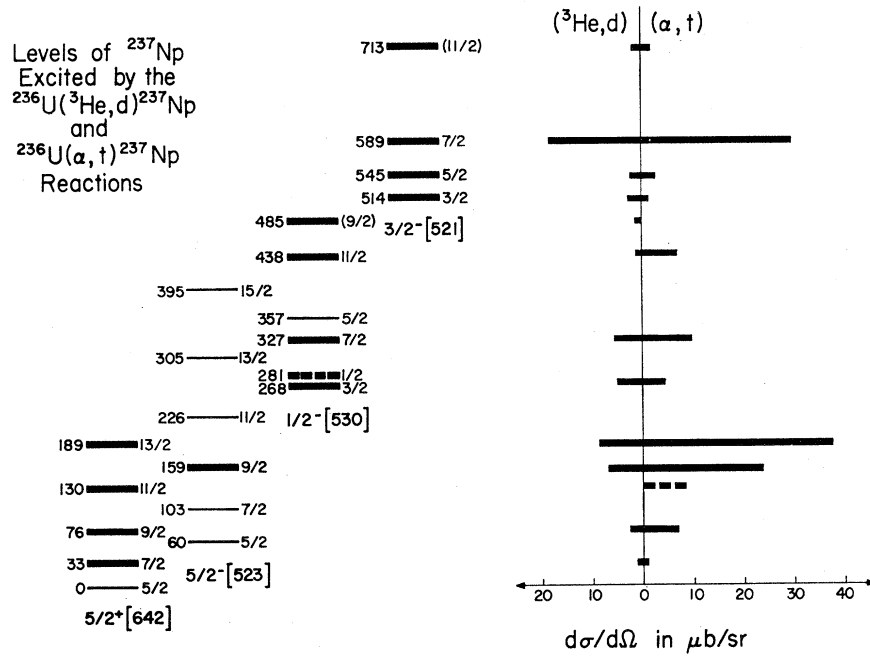 Levels of ²³⁷Np
Excited by the
²³⁶U(³He,d)²³⁷Np
and
²³⁶U(α,t)²³⁷Np
Reactions
(³He,d) (α,t)
713 (11/2)
589 7/2
545 5/2
514 3/2
3/2⁻[521]
485 (9/2)
438 11/2
357 5/2
327 7/2
281 1/2
268 3/2
1/2⁻[530]
395 15/2
305 13/2
226 11/2
159 9/2
103 7/2
60 5/2
5/2⁻[523]
189 13/2
130 11/2
76 9/2
33 7/2
0 5/2
5/2⁺[642]
20 10 0 10 20 30 40
dσ/dΩ in μb/sr